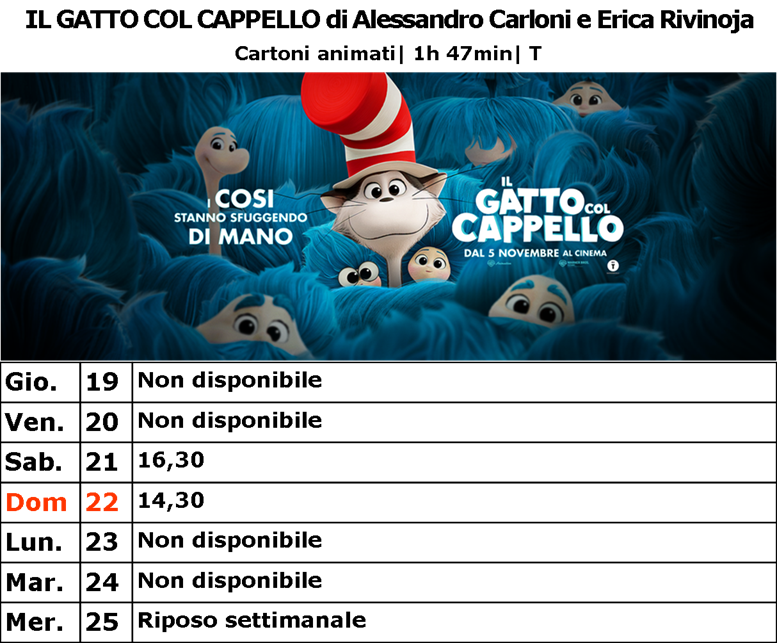 IL GATTO COL CAPPELLO di Alessandro Carloni e Erica Rivinoja
Cartoni animati| 1h 47min| T
I COSI
STANNO SFUGGENDO
DI MANO
IL
GATTO COL
CAPPELLO
DAL 5 NOVEMBRE AL CINEMA
T
Gio. 19 Non disponibile
Ven. 20 Non disponibile
Sab. 21 16,30
Dom 22 14,30
Lun. 23 Non disponibile
Mar. 24 Non disponibile
Mer. 25 Riposo settimanale